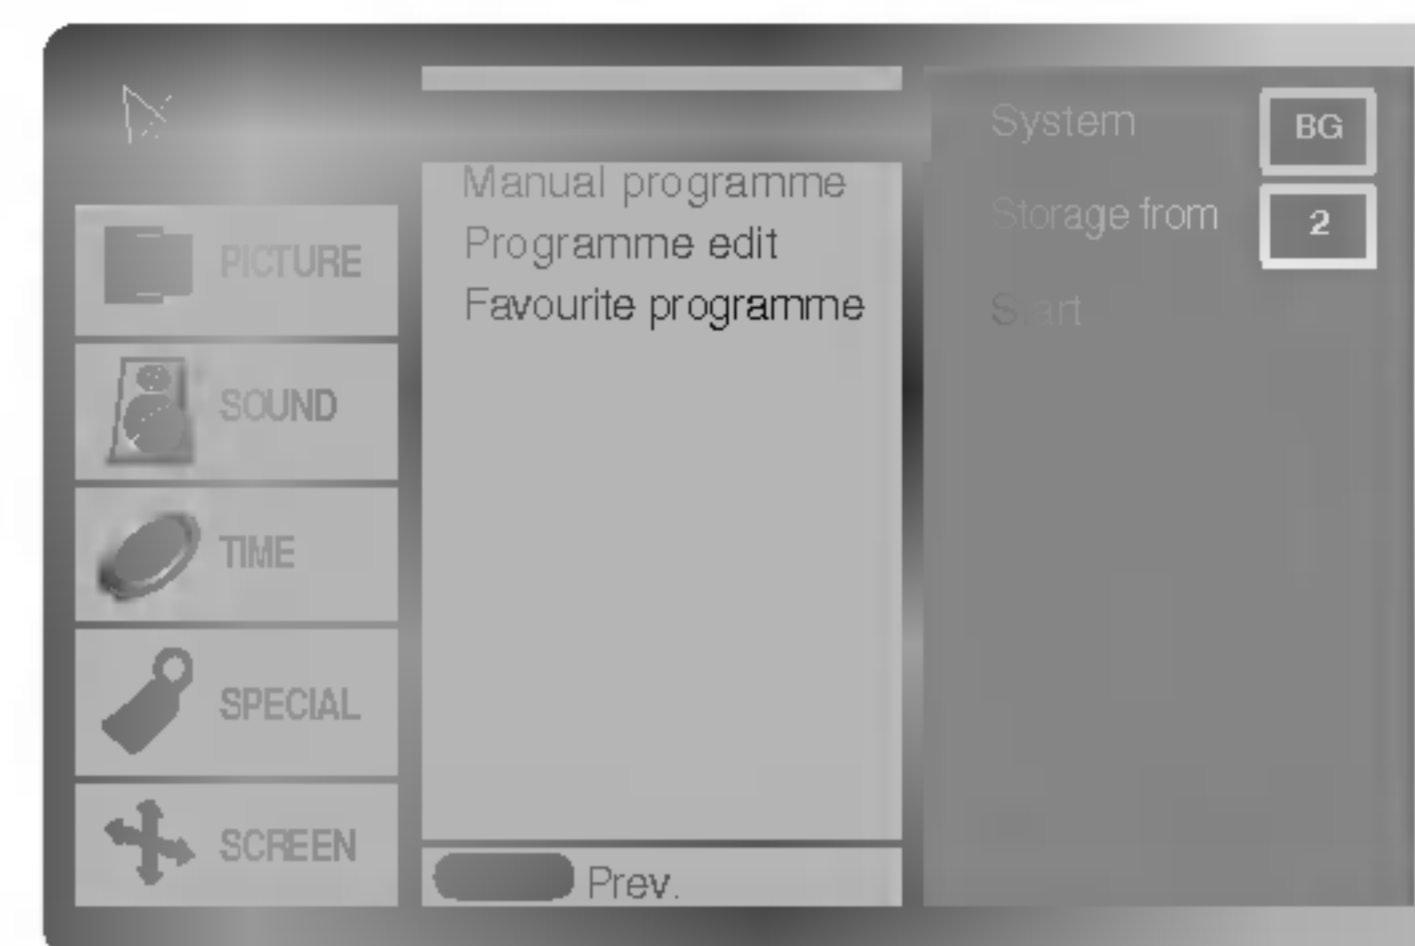 PICTURE
SOUND
TIME
SPECIAL
SCREEN
Manual programme
Programme edit
Favourite programme
Prev.
System BG
Storage from 2
Start